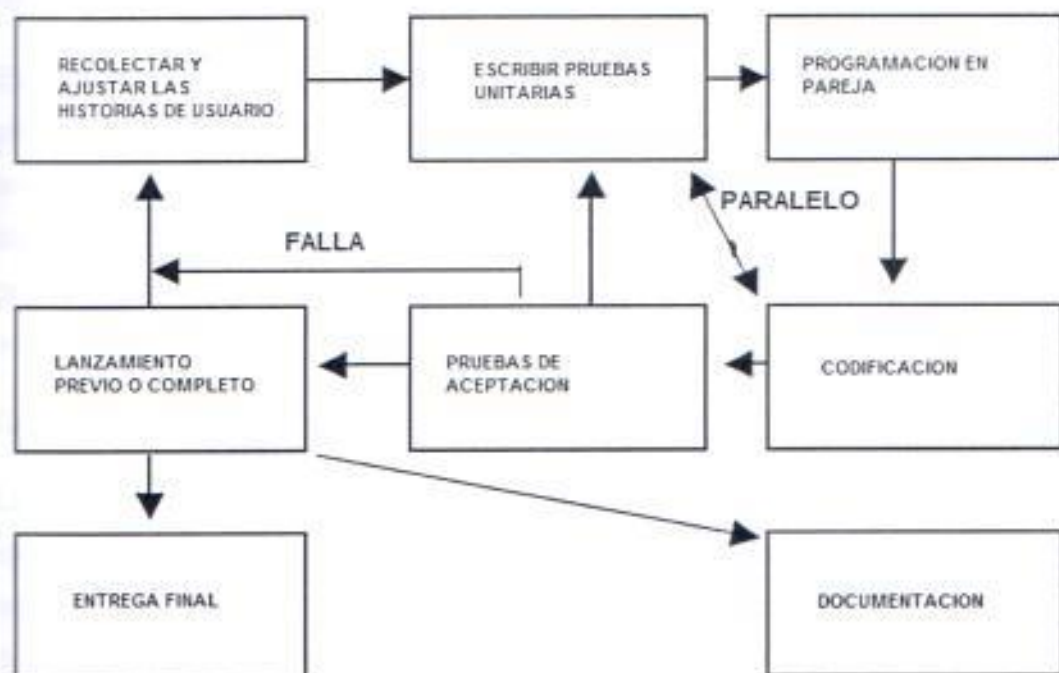 RECOLECTAR Y
AJUSTAR LAS
HISTORIAS DE USUARIO
ESCRIBIR PRUEBAS
UNITARIAS
PROGRAMACION EN
PAREJA
PARALELO
FALLA
LANZAMIENTO
PREVIO O COMPLETO
PRUEBAS DE
ACEPTACION
CODIFICACION
ENTREGA FINAL
DOCUMENTACION